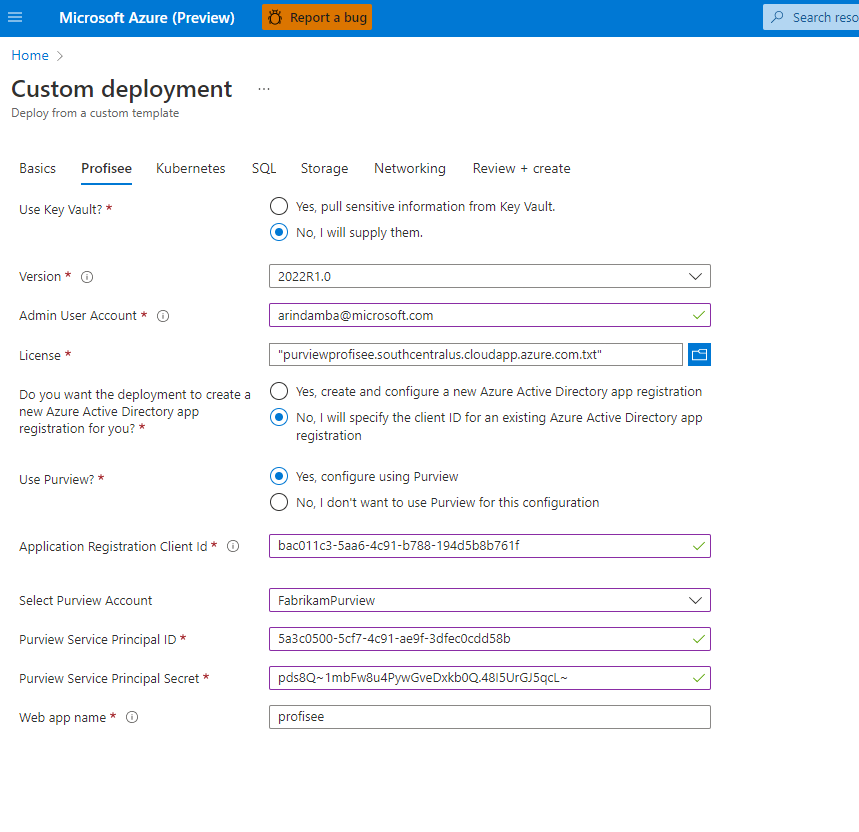 Microsoft Azure (Preview)
Report a bug
Search reso
Home
Custom deployment
...
Deploy from a custom template
Basics Profisee Kubernetes SQL Storage Networking Review + create
Use Key Vault? *
Yes, pull sensitive information from Key Vault.
No, I will supply them.
Version *
2022R1.0
Admin User Account *
arindamba@microsoft.com
License *
"purviewprofisee.southcentralus.cloudapp.azure.com.txt"
Do you want the deployment to create a
new Azure Active Directory app
registration for you? *
Yes, create and configure a new Azure Active Directory app registration
No, I will specify the client ID for an existing Azure Active Directory app
registration
Use Purview? *
Yes, configure using Purview
No, I don't want to use Purview for this configuration
Application Registration Client Id *
bac011c3-5aa6-4c91-b788-194d5b8b761f
Select Purview Account
FabrikamPurview
Purview Service Principal ID *
5a3c0500-5cf7-4c91-ae9f-3dfec0cdd58b
Purview Service Principal Secret *
pds8Q~1mbFw8u4PywGveDxkb0Q.48I5UrGJ5qcL~
Web app name *
profisee